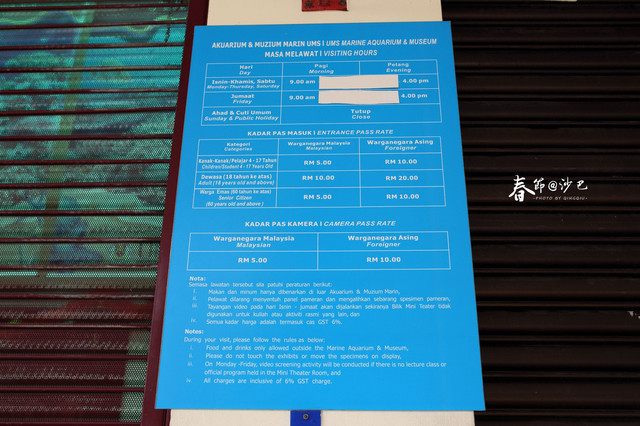 AKUARIUM & MUZIUM MARIN UMS | UMS MARINE AQUARIUM & MUSEUM
MASA MELAWAT | VISITING HOURS
Hari
Day
Pagi
Morning
Petang
Evening
Isnin-Khamis, Sabtu
Monday-Thursday, Saturday
9.00 am
4.00 pm
Jumaat
Friday
9.00 am
4.00 pm
Ahad & Cuti Umum
Sunday & Public Holiday
Tutup
Close
KADAR PAS MASUK | ENTRANCE PASS RATE
Kategori
Categories
Warganegara Malaysia
Malaysian
Warganegara Asing
Foreigner
Kanak-Kanak/Pelajar 4 - 17 Tahun
Children/Student 4 - 17 Years Old
RM 5.00
RM 10.00
Dewasa (18 tahun ke atas)
Adult (18 years old and above)
RM 10.00
RM 20.00
Warga Emas (60 tahun ke atas)
Senior Citizen
(60 years old and above)
RM 5.00
RM 10.00
KADAR PAS KAMERA | CAMERA PASS RATE
Warganegara Malaysia
Malaysian
Warganegara Asing
Foreigner
RM 5.00
RM 10.00
Nota:
Semasa lawatan tersebut sila patuhi peraturan berikut:
i. Makan dan minum hanya dibenarkan di luar Akuarium & Muzium Marin,
ii. Pelawat dilarang menyentuh panel pameran dan mengalihkan sebarang spesimen pameran,
iii. Tayangan video pada hari Isnin - Jumaat akan dijalankan sekiranya Bilik Mini Teater tidak
digunakan untuk kuliah atau aktiviti rasmi yang lain, dan
iv. Semua kadar harga adalah termasuk cas GST 6%.
Notes:
During your visit, please follow the rules as below:
i. Food and drinks only allowed outside the Marine Aquarium & Museum,
ii. Please do not touch the exhibits or move the specimens on display,
iii. On Monday -Friday, video screening activity will be conducted if there is no lecture class or
official program held in the Mini Theater Room, and
iv. All charges are inclusive of 6% GST charge.
春節@沙巴
-PHOTO BY QINGQIU-